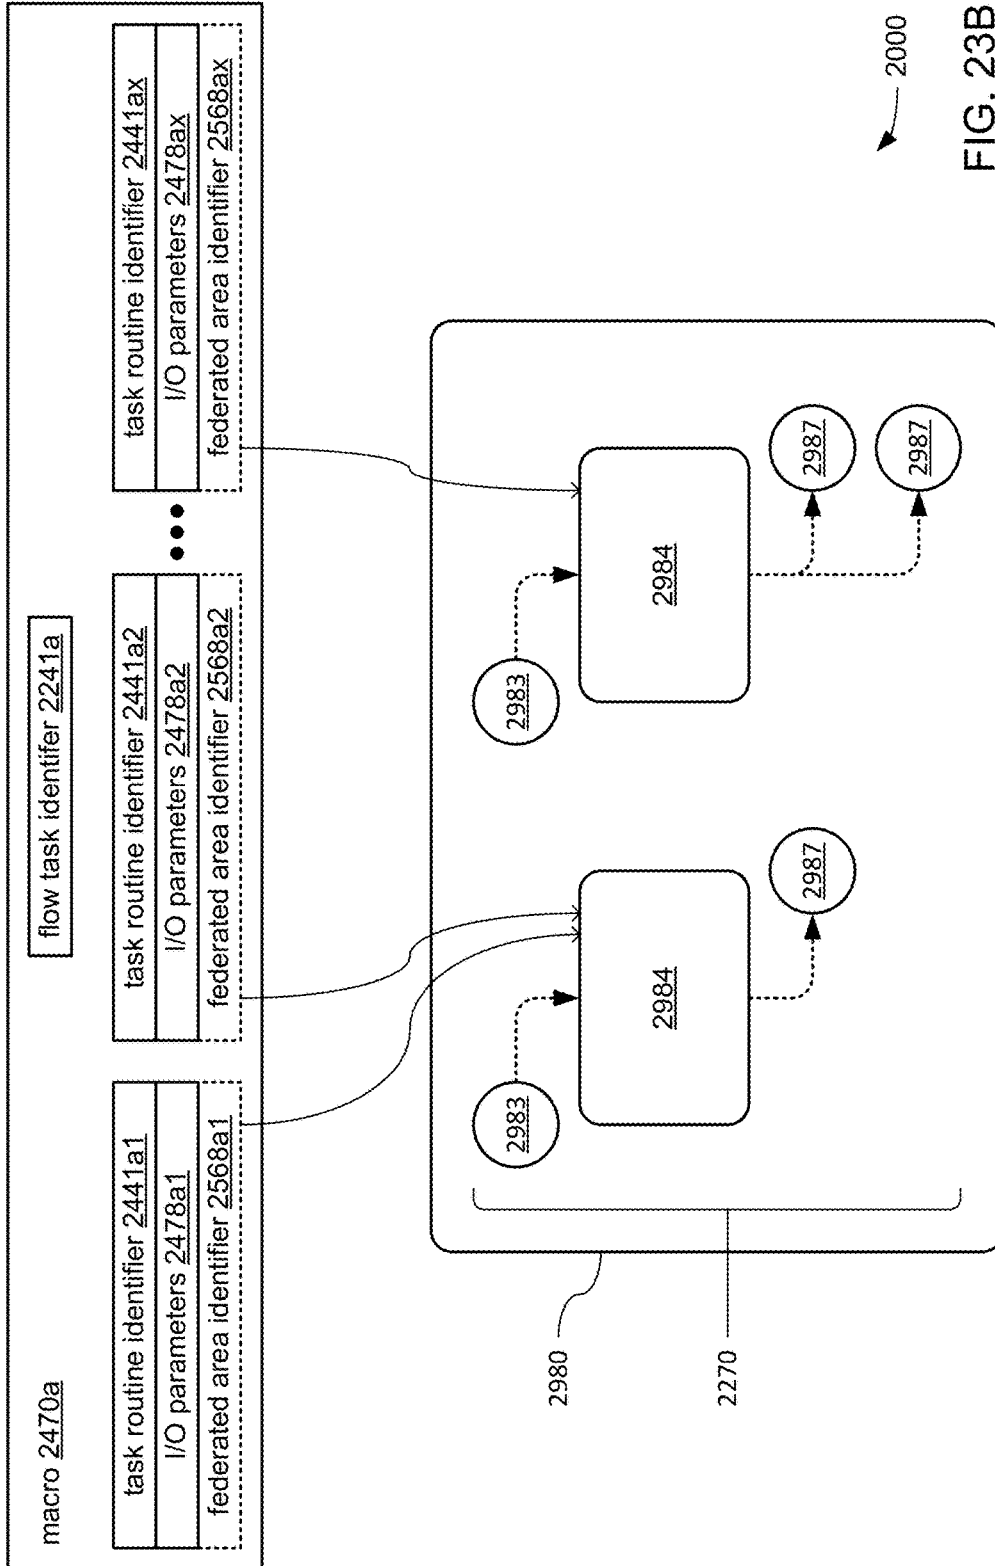 macro 2470a
flow task identifer 2241a
task routine identifier 2441a1
I/O parameters 2478a1
federated area identifier 2568a1
task routine identifier 2441a2
I/O parameters 2478a2
federated area identifier 2568a2
task routine identifier 2441ax
I/O parameters 2478ax
federated area identifier 2568ax
2980
2270
2983
2984
2987
2983
2984
2987
2987
2000
FIG. 23B